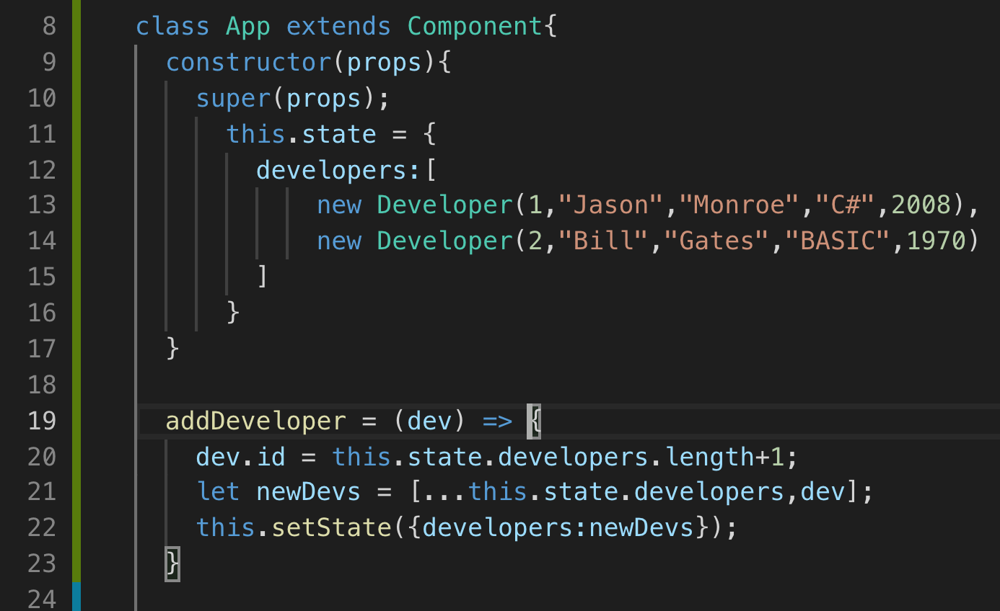 8 class App extends Component{
9 constructor(props){
10 super(props);
11 this.state = {
12 developers:[
13 new Developer(1,"Jason","Monroe","C#",2008),
14 new Developer(2,"Bill","Gates","BASIC",1970)
15 ]
16 }
17 }
18
19 addDeveloper = (dev) => {
20 dev.id = this.state.developers.length+1;
21 let newDevs = [...this.state.developers,dev];
22 this.setState({developers:newDevs});
23 }
24